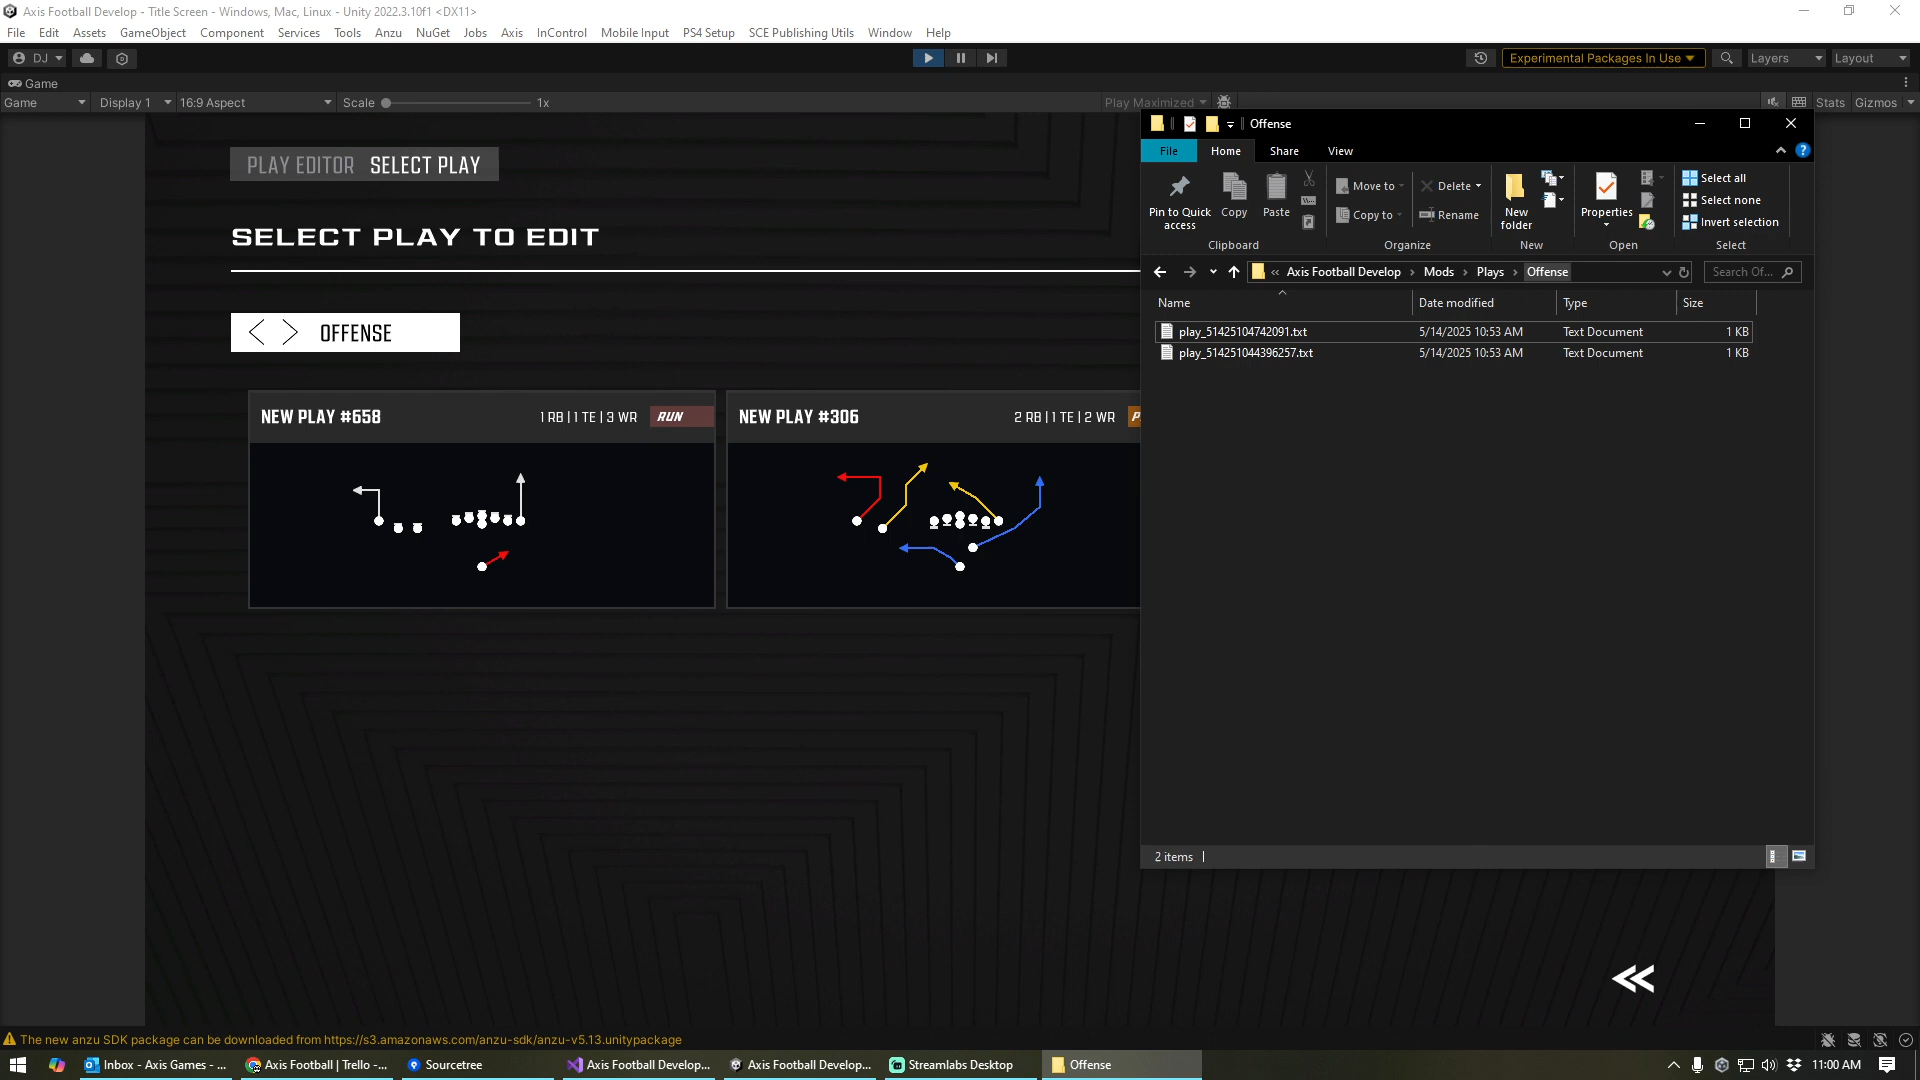 Axis Football Develop - Title Screen - Windows, Mac, Linux - Unity 2022.3.10f1 <DX11>
File Edit Assets GameObject Component Services Tools Anzu NuGet Jobs Axis InControl Mobile Input PS4 Setup SCE Publishing Utils Window Help
DJ Experimental Packages In Use Layers Layout
Game
Game Display 1 16:9 Aspect Scale 1x Play Maximized Stats Gizmos
PLAY EDITOR SELECT PLAY
SELECT PLAY TO EDIT
OFFENSE
NEW PLAY #658 1 RB | 1 TE | 3 WR RUN
NEW PLAY #306 2 RB | 1 TE | 2 WR P
Offense
File Home Share View
Pin to Quick access
Copy
Paste
Move to
Copy to
Delete
Rename
New folder
Properties
Select all
Select none
Invert selection
Clipboard Organize New Open Select
« Axis Football Develop > Mods > Plays > Offense Search Of...
Name Date modified Type Size
play_51425104742091.txt 5/14/2025 10:53 AM Text Document 1 KB
play_514251044396257.txt 5/14/2025 10:53 AM Text Document 1 KB
2 items
The new anzu SDK package can be downloaded from https://s3.amazonaws.com/anzu-sdk/anzu-v5.13.unitypackage
Inbox - Axis Games - ... Axis Football | Trello -... Sourcetree Axis Football Develop... Axis Football Develop... Streamlabs Desktop Offense 11:00 AM